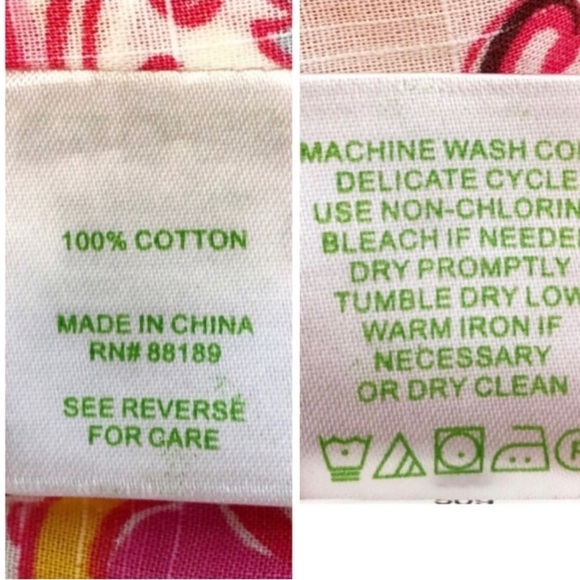 100% COTTON
MADE IN CHINA
RN# 88189
SEE REVERSE
FOR CARE
MACHINE WASH CO
DELICATE CYCLE
USE NON-CHLORIN
BLEACH IF NEEDE
DRY PROMPTLY
TUMBLE DRY LOW
WARM IRON IF
NECESSARY
OR DRY CLEAN